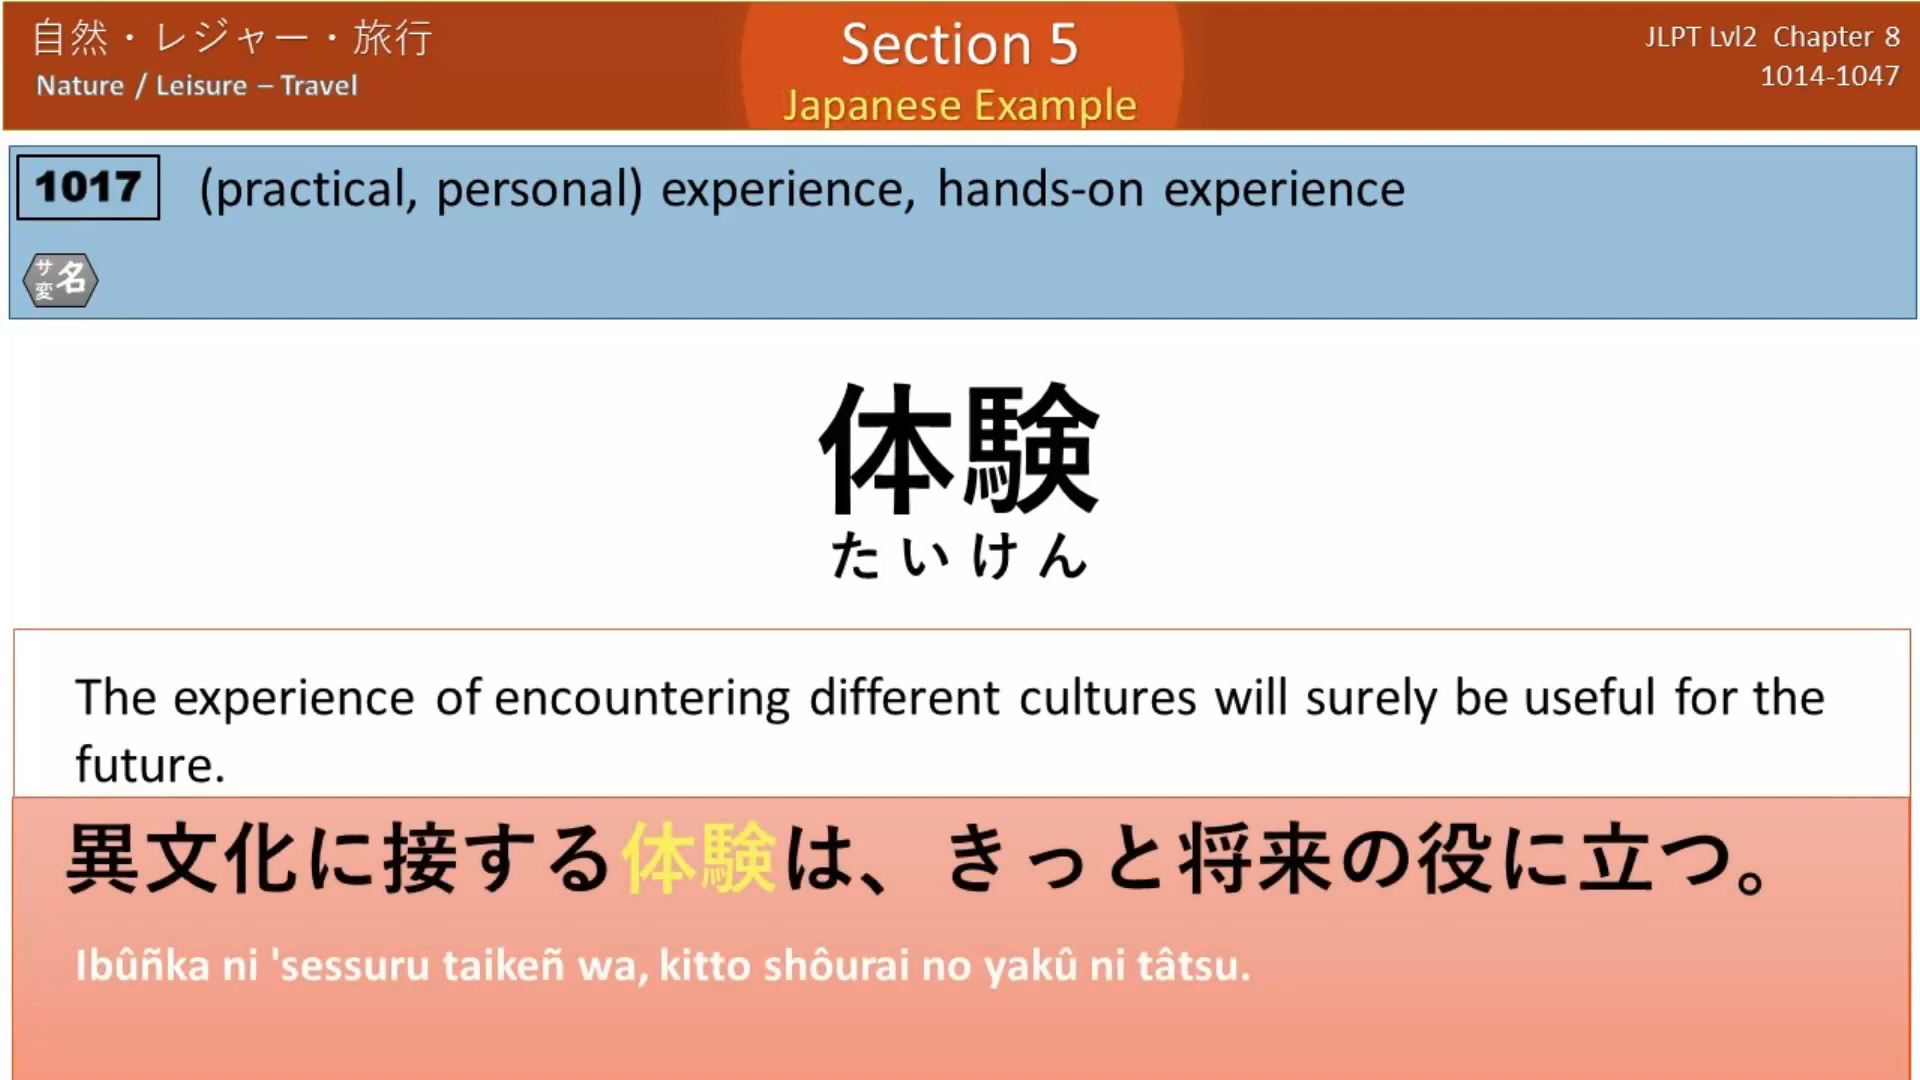 自然・レジャー・旅行
Nature / Leisure – Travel
Section 5
Japanese Example
JLPT Lvl2 Chapter 8
1014-1047
1017 (practical, personal) experience, hands-on experience
サ変 名
体験
たいけん
The experience of encountering different cultures will surely be useful for the
future.
異文化に接する体験は、きっと将来の役に立つ。
Ibûñka ni 'sessuru taikeñ wa, kitto shôurai no yakû ni tâtsu.